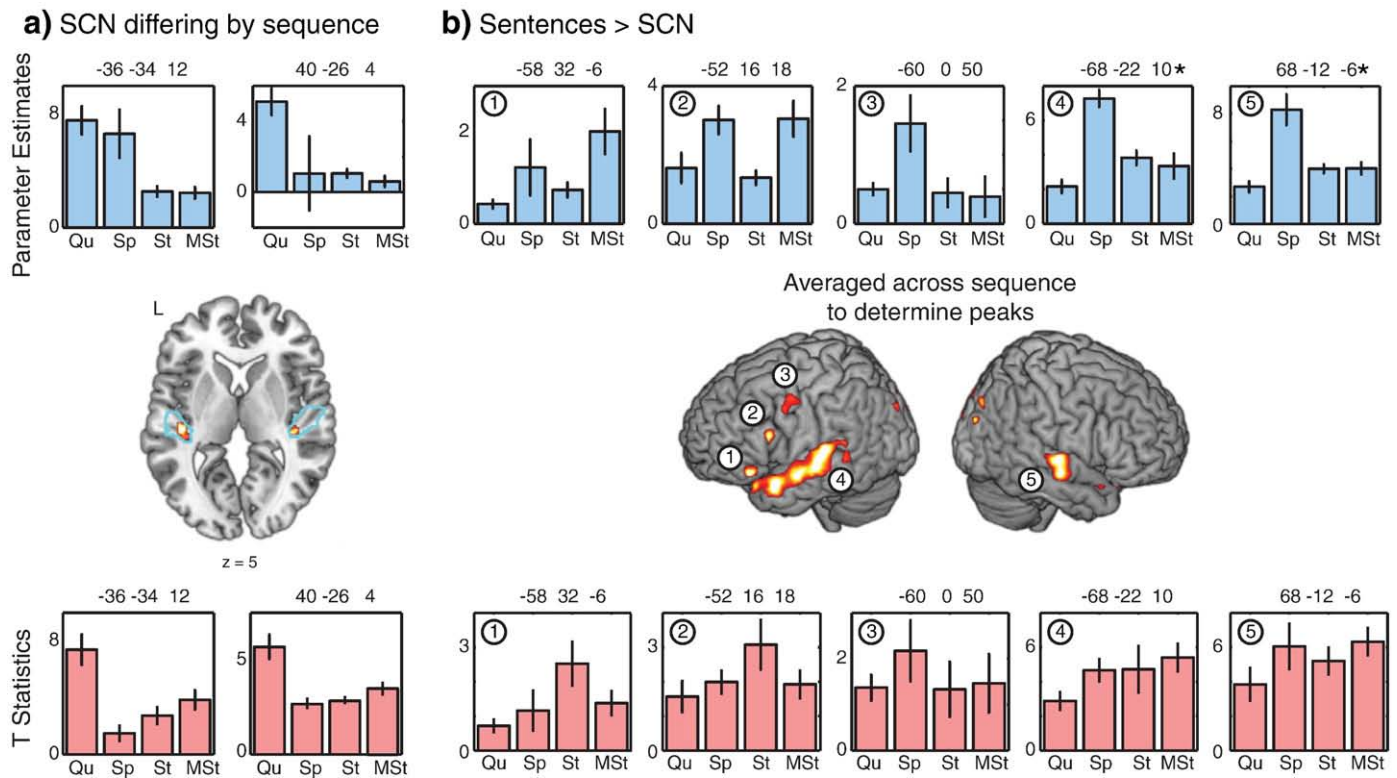 a) SCN differing by sequence
b) Sentences > SCN
Parameter Estimates
-36 -34 12
8
0
Qu Sp St MSt
40 -26 4
4
0
Qu Sp St MSt
-58 32 -6
1
2
0
Qu Sp St MSt
-52 16 18
2
4
0
Qu Sp St MSt
-60 0 50
3
2
0
Qu Sp St MSt
-68 -22 10*
4
6
0
Qu Sp St MSt
68 -12 -6*
5
8
0
Qu Sp St MSt
L
z = 5
Averaged across sequence
to determine peaks
3
2
1
4
5
T Statistics
-36 -34 12
8
0
Qu Sp St MSt
40 -26 4
5
0
Qu Sp St MSt
-58 32 -6
1
3
0
Qu Sp St MSt
-52 16 18
2
3
0
Qu Sp St MSt
-60 0 50
3
2
0
Qu Sp St MSt
-68 -22 10
4
6
0
Qu Sp St MSt
68 -12 -6
5
6
0
Qu Sp St MSt